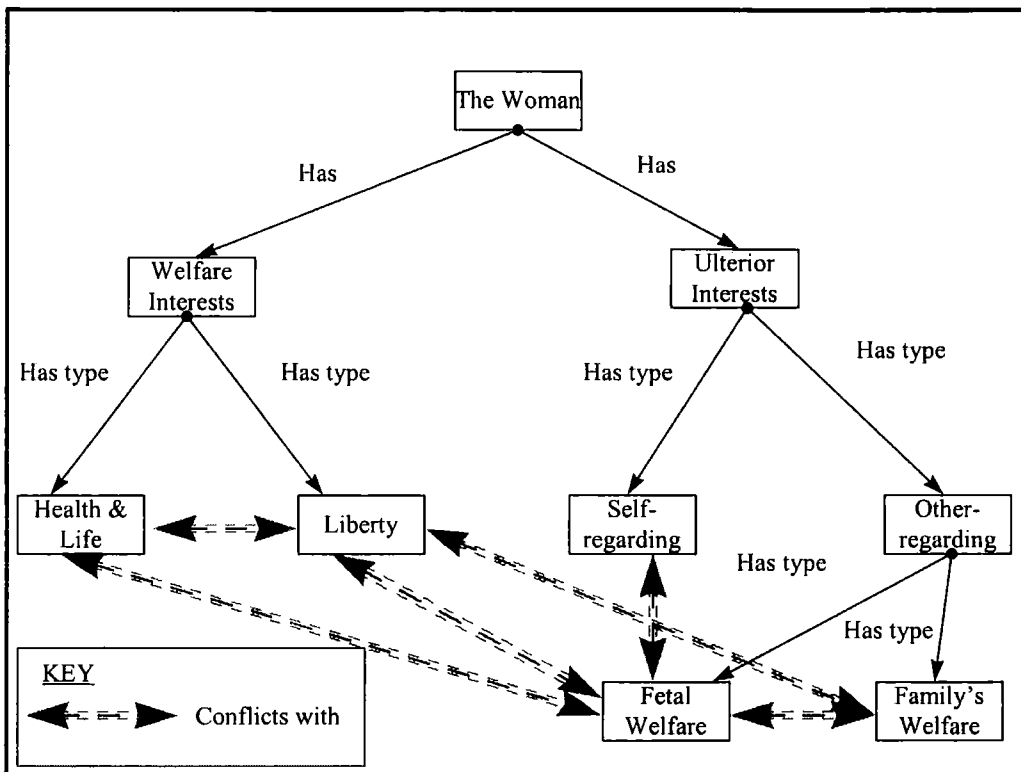 The Woman
Has
Has
Welfare
Interests
Ulterior
Interests
Has type
Has type
Has type
Has type
Health &
Life
Liberty
Self-
regarding
Other-
regarding
Has type
Has type
KEY
Conflicts with
Fetal
Welfare
Family's
Welfare